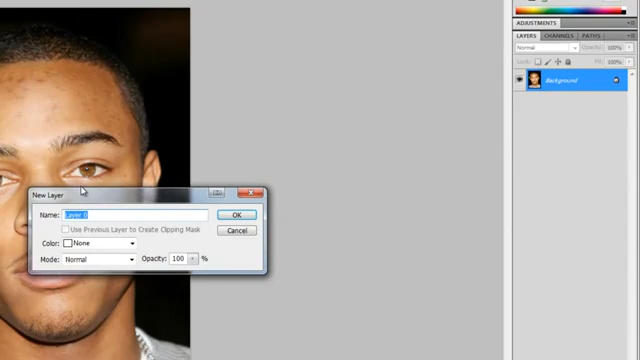 ADJUSTMENTS
LAYERS CHANNELS PATHS
Normal Opacity: 100%
Lock: Fill: 100%
Background
New Layer
Name: Layer 0 OK
Use Previous Layer to Create Clipping Mask Cancel
Color: None
Mode: Normal Opacity: 100 %